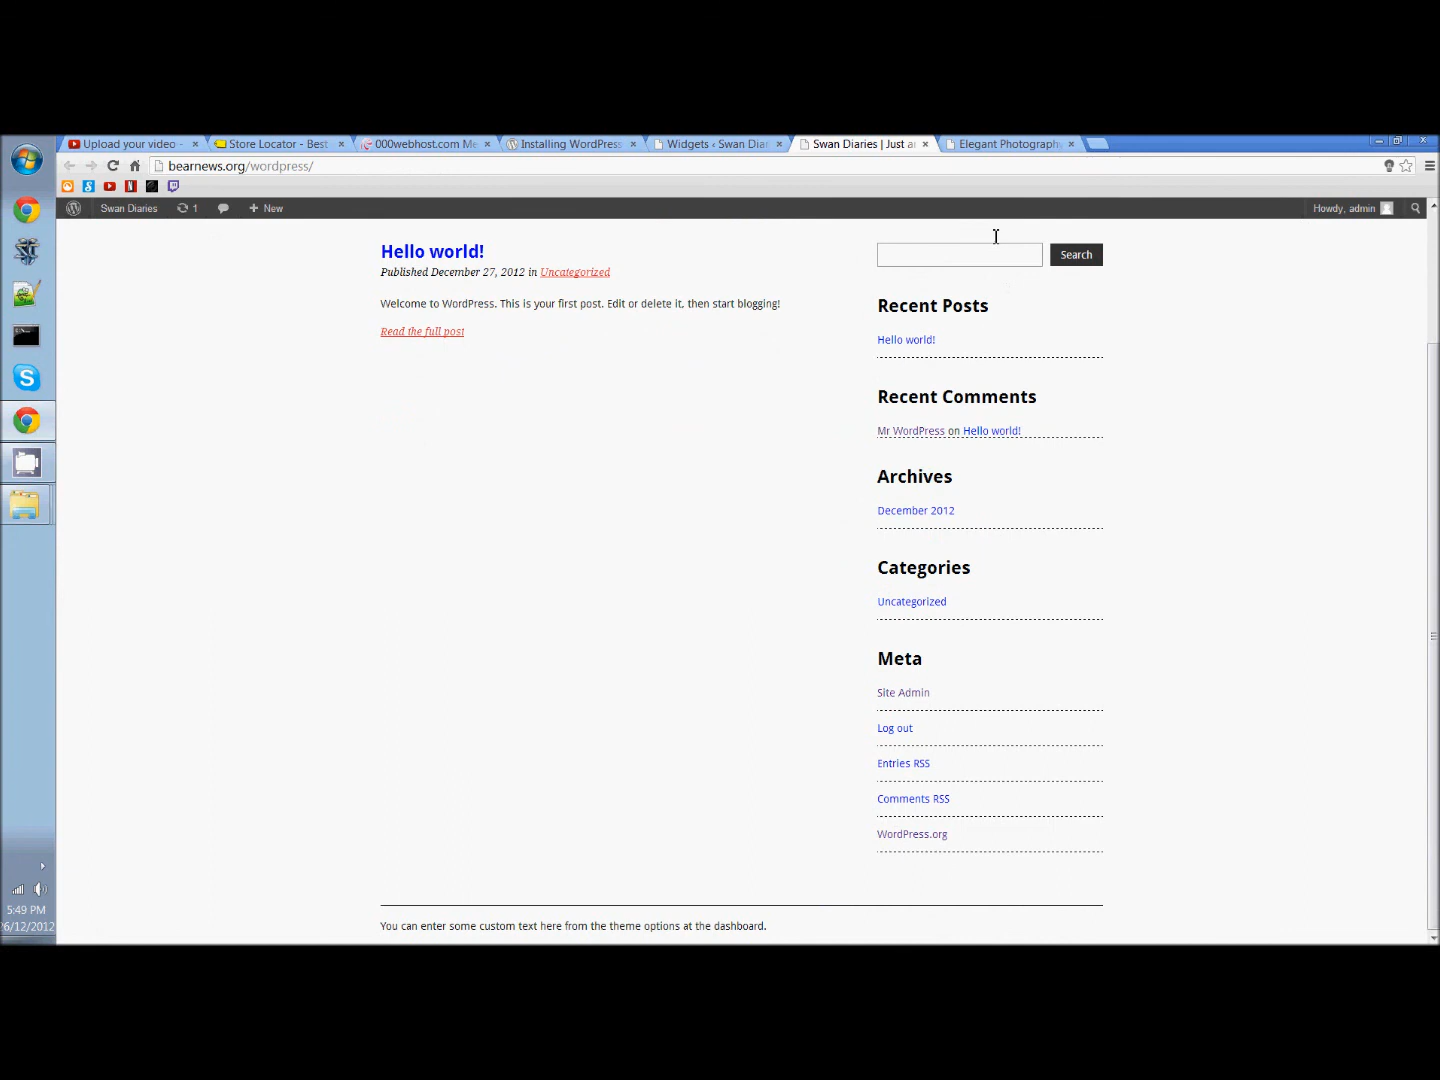 Upload your video -
Store Locator - Best
000webhost.com Me
Installing WordPress
Widgets ‹ Swan Diar
Swan Diaries | Just a
Elegant Photograph
bearnews.org/wordpress/
Swan Diaries
1
+ New
Howdy, admin
Hello world!
Published December 27, 2012 in Uncategorized
Welcome to WordPress. This is your first post. Edit or delete it, then start blogging!
Read the full post
Search
Recent Posts
Hello world!
Recent Comments
Mr WordPress on Hello world!
Archives
December 2012
Categories
Uncategorized
Meta
Site Admin
Log out
Entries RSS
Comments RSS
WordPress.org
You can enter some custom text here from the theme options at the dashboard.
5:49 PM
6/12/2012